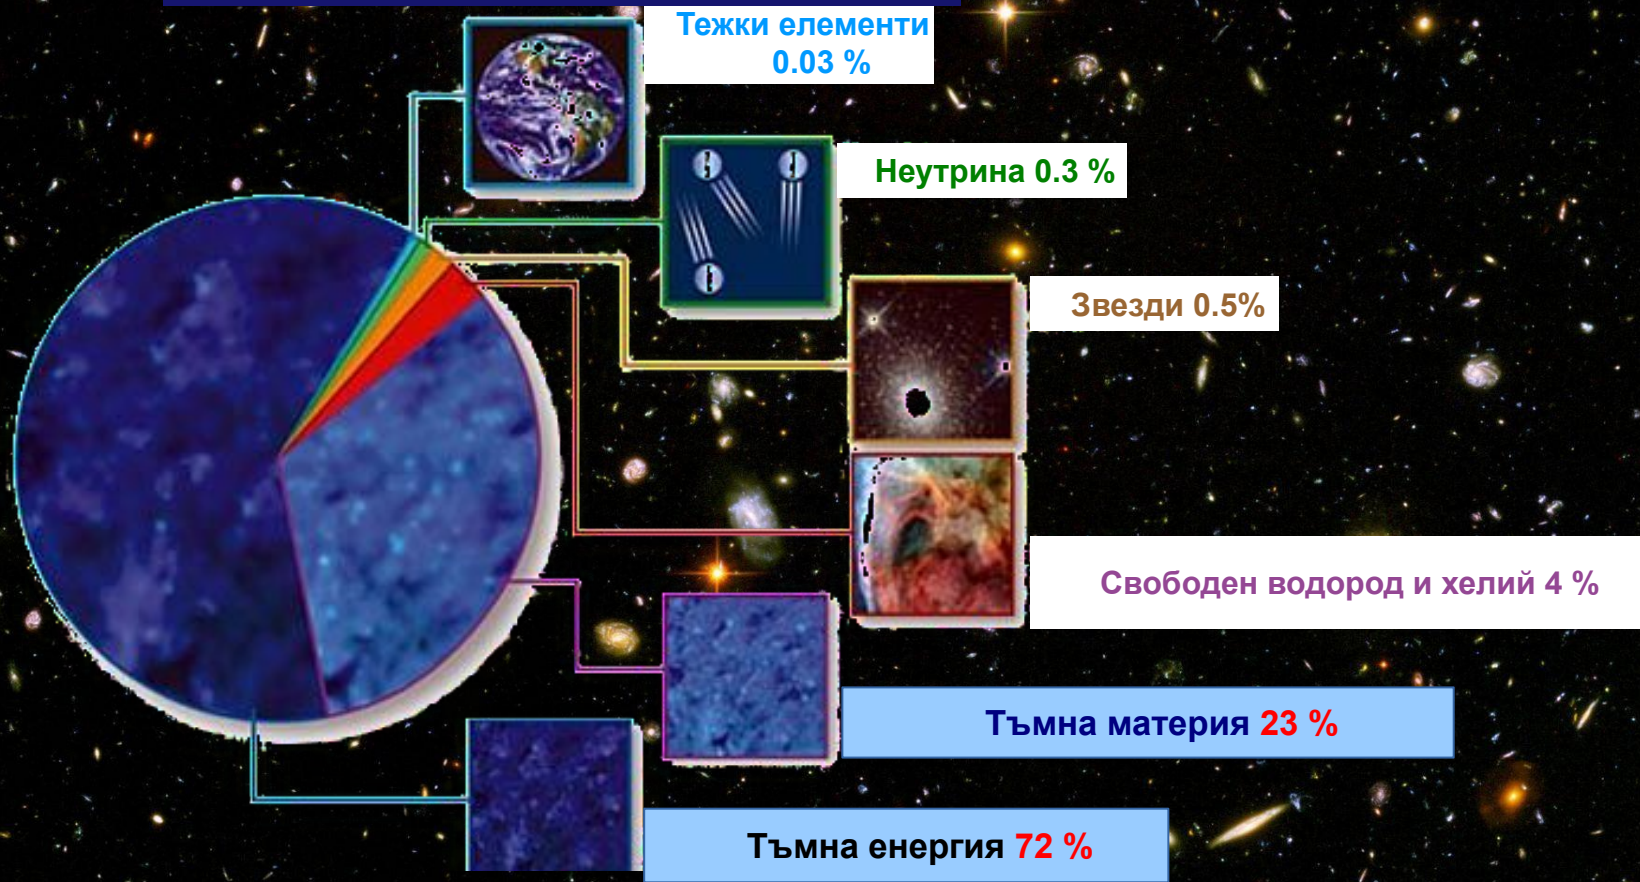 Тежки елементи
0.03 %
Неутрина 0.3 %
Звезди 0.5%
Свободен водород и хелий 4 %
Тъмна материя 23 %
Тъмна енергия 72 %